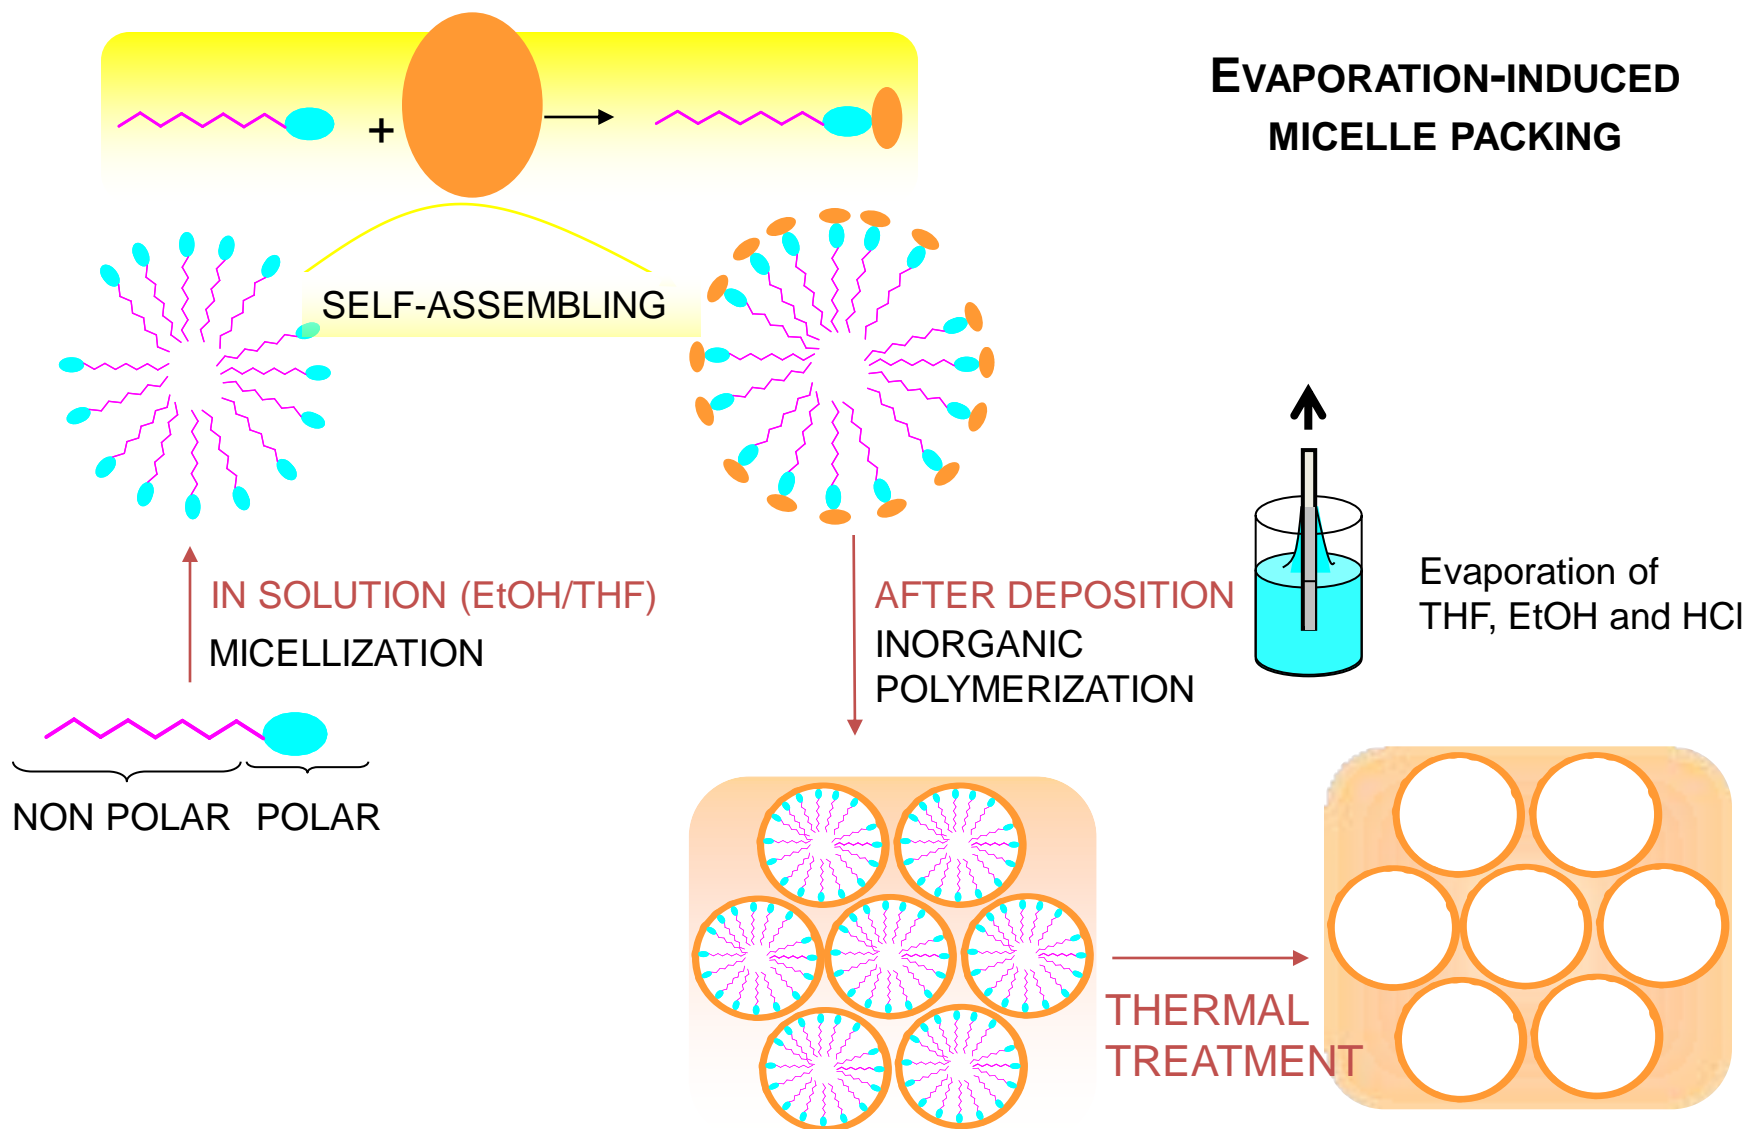 EVAPORATION-INDUCED
MICELLE PACKING
+
SELF-ASSEMBLING
IN SOLUTION (EtOH/THF)
MICELLIZATION
AFTER DEPOSITION
INORGANIC
POLYMERIZATION
Evaporation of
THF, EtOH and HCl
NON POLAR POLAR
THERMAL
TREATMENT